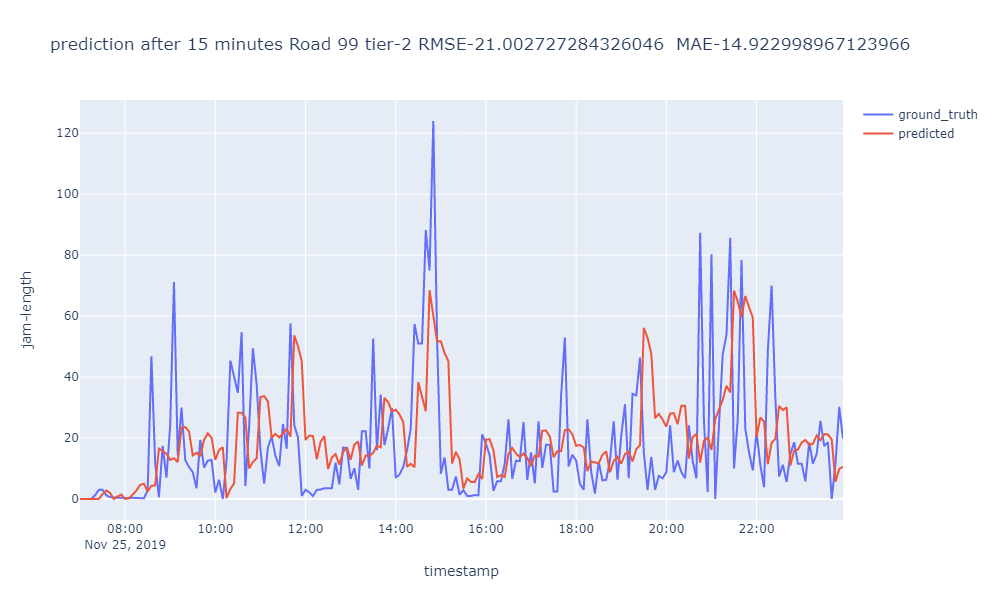 prediction after 15 minutes Road 99 tier-2 RMSE-21.002727284326046  MAE-14.922998967123966
ground_truth
predicted
jam-length
120
100
80
60
40
20
0
08:00 10:00 12:00 14:00 16:00 18:00 20:00 22:00
Nov 25, 2019
timestamp